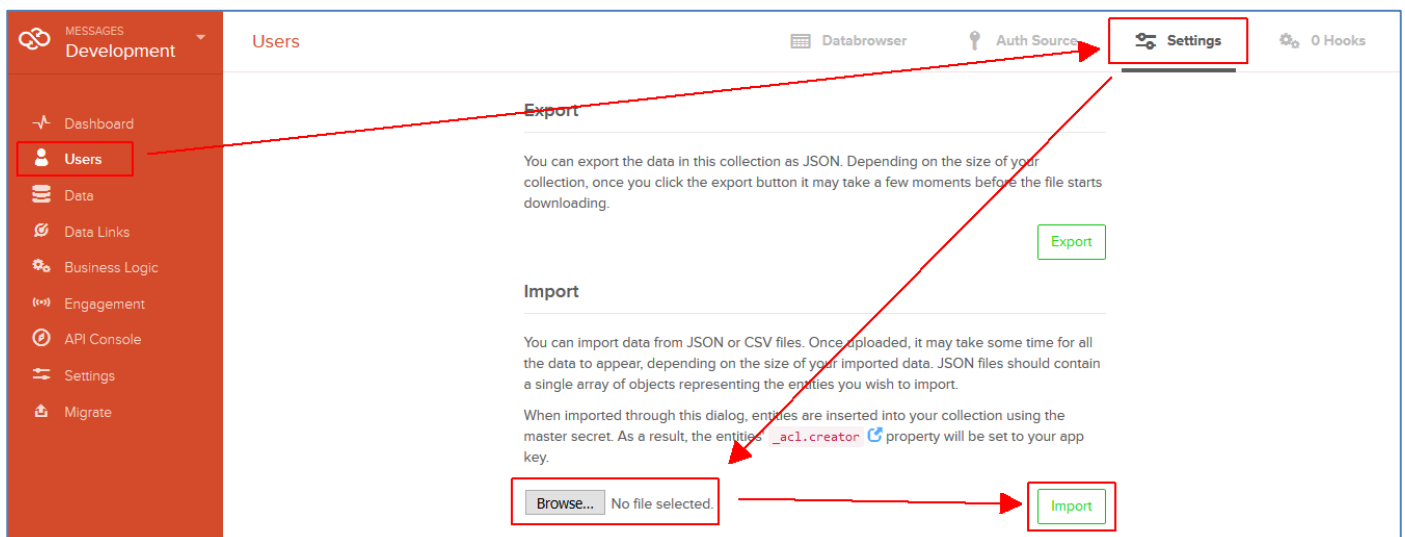 MESSAGES
Development
Users
Databrowser
Auth Source
Settings
0 Hooks
Dashboard
Users
Data
Data Links
Business Logic
Engagement
API Console
Settings
Migrate
Export
You can export the data in this collection as JSON. Depending on the size of your
collection, once you click the export button it may take a few moments before the file starts
downloading.
Export
Import
You can import data from JSON or CSV files. Once uploaded, it may take some time for all
the data to appear, depending on the size of your imported data. JSON files should contain
a single array of objects representing the entities you wish to import.
When imported through this dialog, entities are inserted into your collection using the
master secret. As a result, the entities' _acl.creator property will be set to your app
key.
Browse... No file selected.
Import